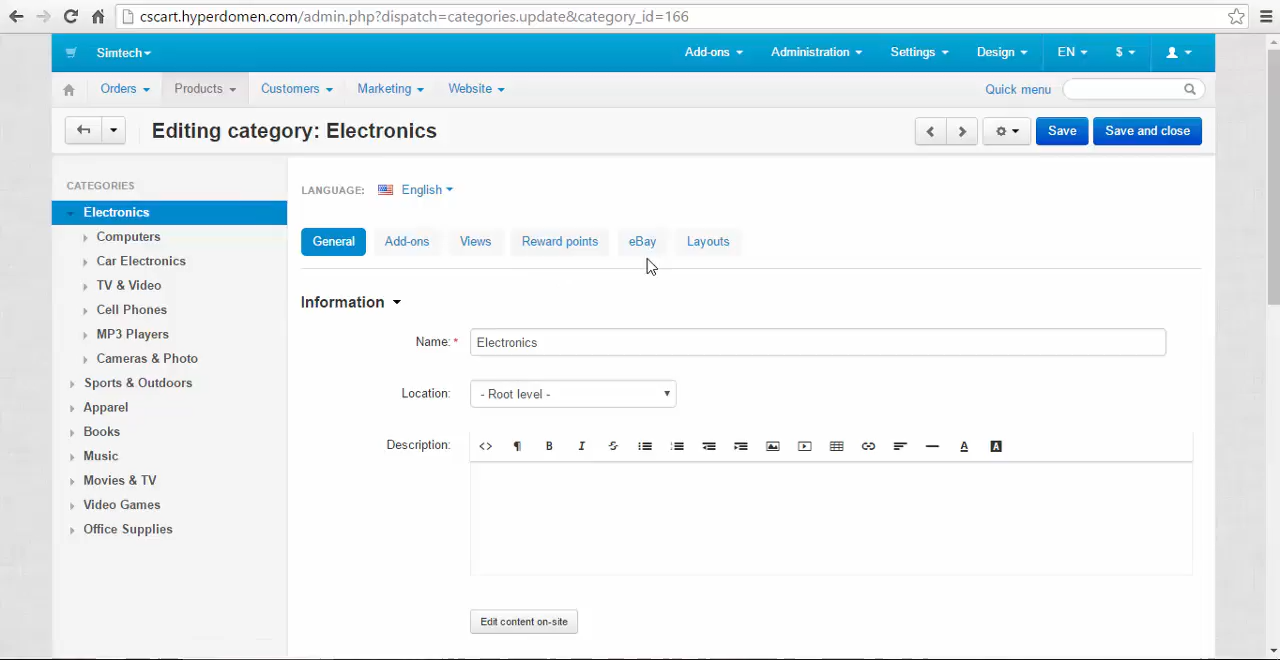 cscart.hyperdomen.com/admin.php?dispatch=categories.update&category_id=166
Simtech
Add-ons
Administration
Settings
Design
EN
$
Orders
Products
Customers
Marketing
Website
Quick menu
Editing category: Electronics
Save
Save and close
CATEGORIES
Electronics
Computers
Car Electronics
TV & Video
Cell Phones
MP3 Players
Cameras & Photo
Sports & Outdoors
Apparel
Books
Music
Movies & TV
Video Games
Office Supplies
LANGUAGE: English
General
Add-ons
Views
Reward points
eBay
Layouts
Information
Name: * Electronics
Location: - Root level -
Description:
Edit content on-site